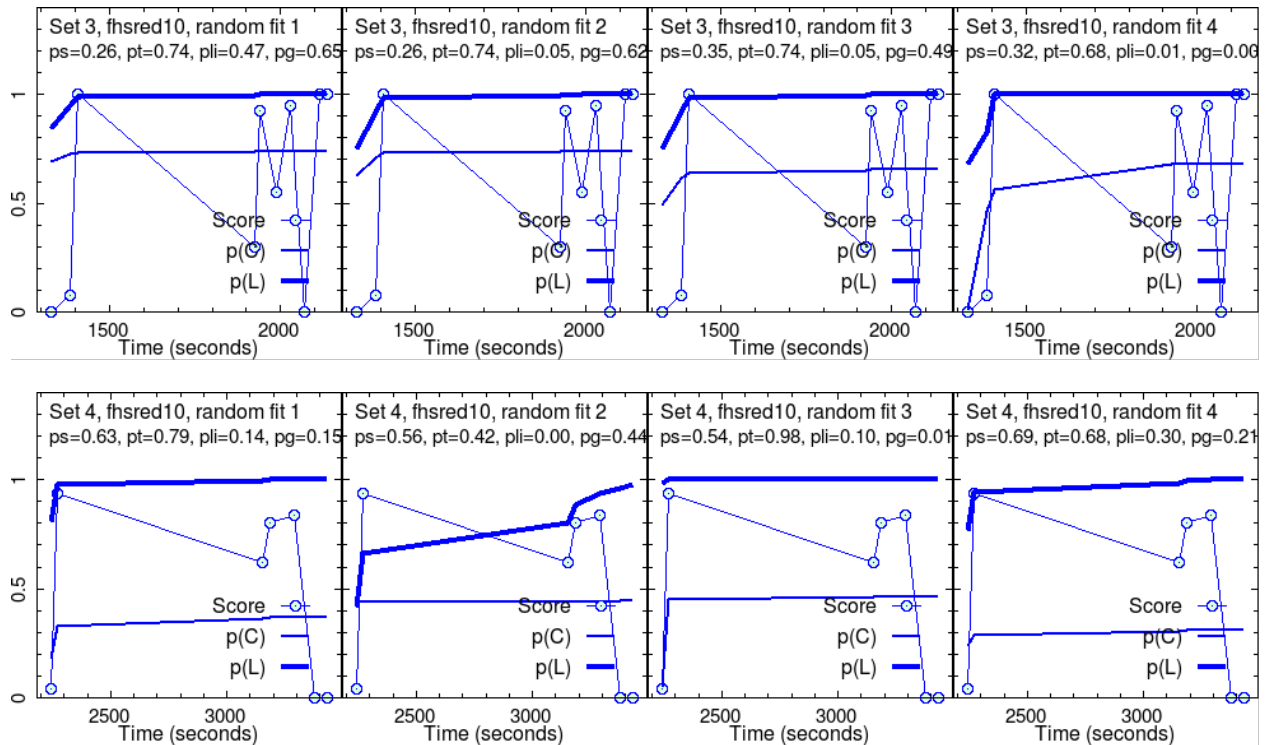 Set 3, fhsred10, random fit 1
ps=0.26, pt=0.74, pli=0.47, pg=0.65
Set 3, fhsred10, random fit 2
ps=0.26, pt=0.74, pli=0.05, pg=0.62
Set 3, fhsred10, random fit 3
ps=0.35, pt=0.74, pli=0.05, pg=0.49
Set 3, fhsred10, random fit 4
ps=0.32, pt=0.68, pli=0.01, pg=0.00
1
0.5
0
Score
p(C)
p(L)
Score
p(C)
p(L)
Score
p(C)
p(L)
Score
p(C)
p(L)
1500 2000
1500 2000
1500 2000
1500 2000
Time (seconds)
Time (seconds)
Time (seconds)
Time (seconds)
Set 4, fhsred10, random fit 1
ps=0.63, pt=0.79, pli=0.14, pg=0.15
Set 4, fhsred10, random fit 2
ps=0.56, pt=0.42, pli=0.00, pg=0.44
Set 4, fhsred10, random fit 3
ps=0.54, pt=0.98, pli=0.10, pg=0.01
Set 4, fhsred10, random fit 4
ps=0.69, pt=0.68, pli=0.30, pg=0.21
1
0.5
0
Score
p(C)
p(L)
Score
p(C)
p(L)
Score
p(C)
p(L)
Score
p(C)
p(L)
2500 3000
2500 3000
2500 3000
2500 3000
Time (seconds)
Time (seconds)
Time (seconds)
Time (seconds)